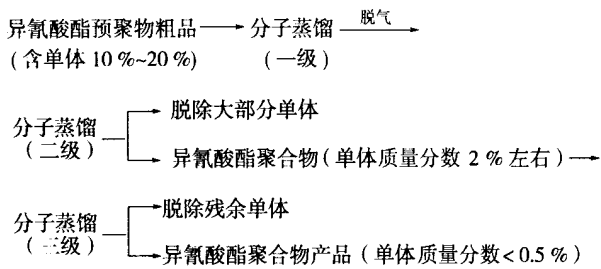 异氰酸酯预聚物粗品 分子蒸馏 脱气
(含单体 10 %~20 %) (一级)
脱除大部分单体
分子蒸馏
(二级)
异氰酸酯聚合物(单体质量分数 2 %左右)
脱除残余单体
分子蒸馏
(三级)
异氰酸酯聚合物产品 (单体质量分数<0.5 %)